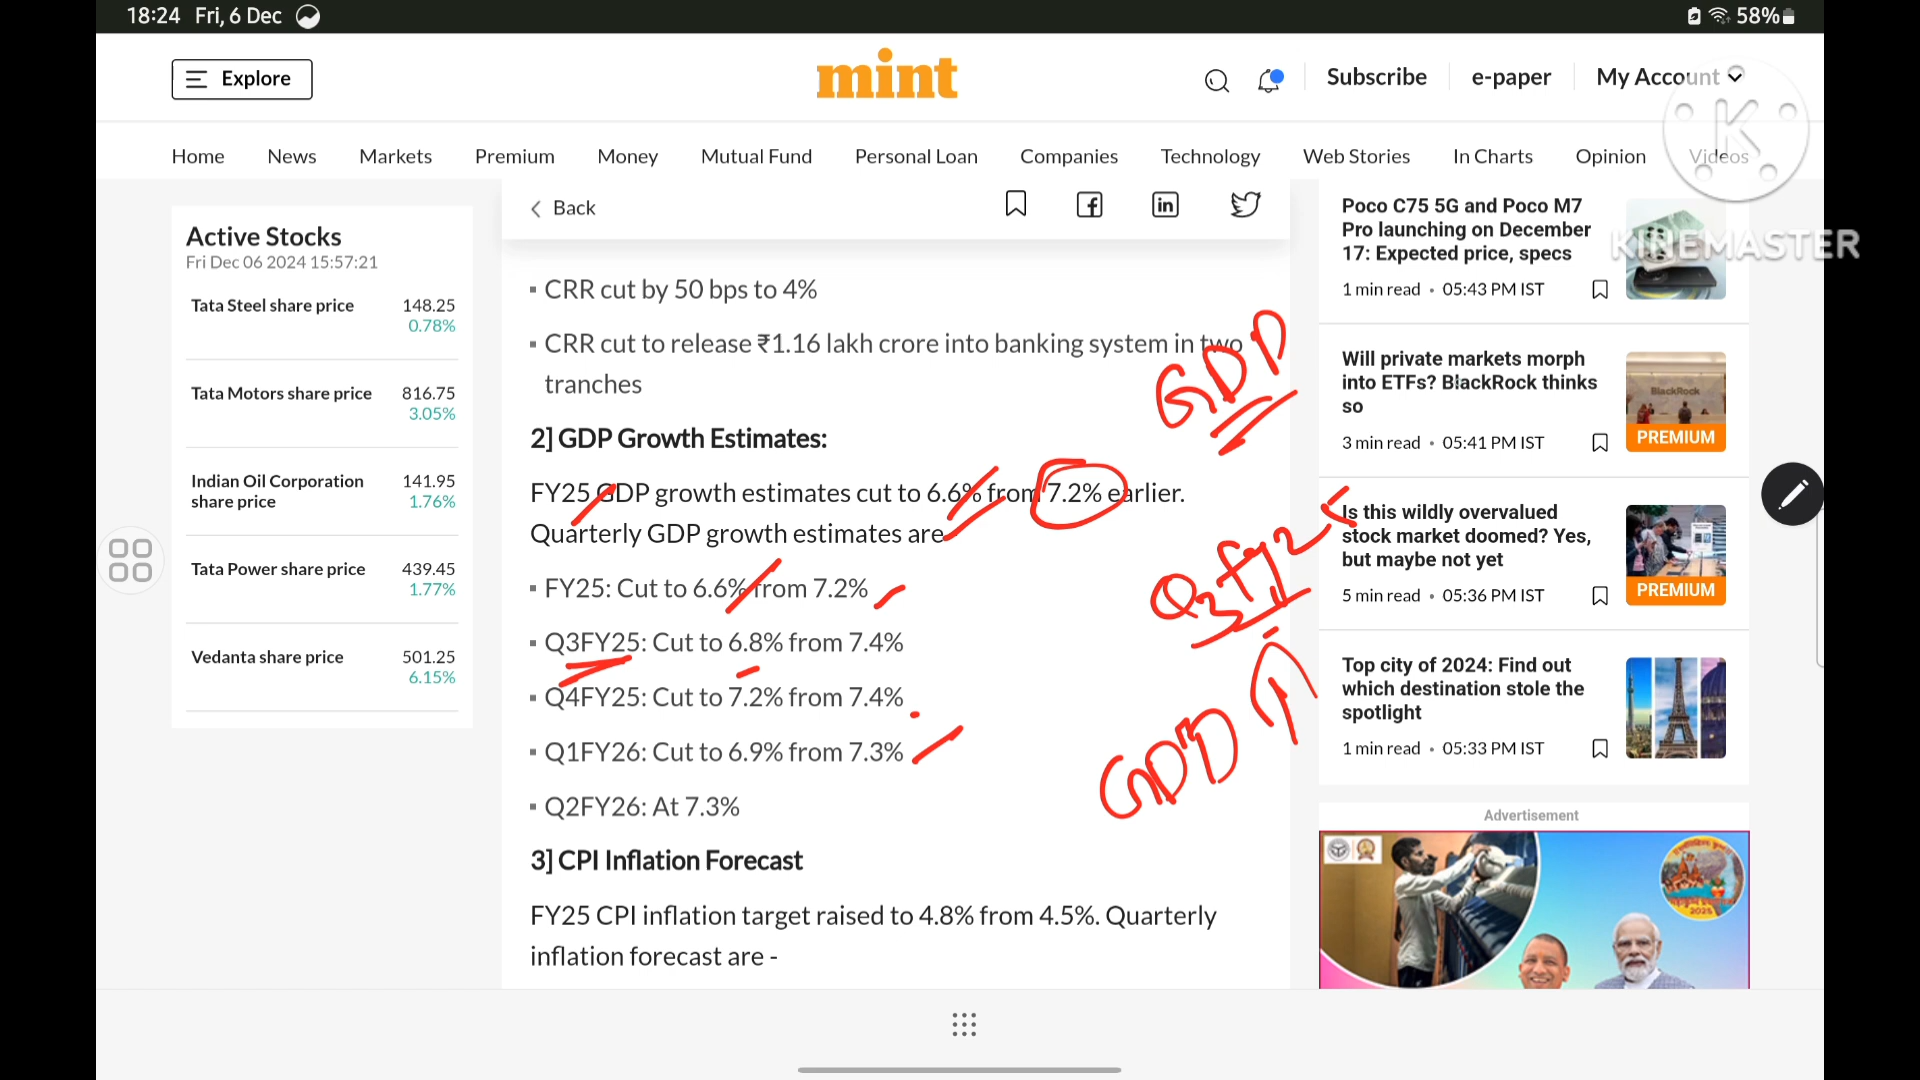 18:24 Fri, 6 Dec
58%
Explore
mint
Subscribe
e-paper
My Account
Home
News
Markets
Premium
Money
Mutual Fund
Personal Loan
Companies
Technology
Web Stories
In Charts
Opinion
Videos
K
KINEMASTER
Active Stocks
Fri Dec 06 2024 15:57:21
Tata Steel share price 148.25
0.78%
Tata Motors share price 816.75
3.05%
Indian Oil Corporation 141.95
share price 1.76%
Tata Power share price 439.45
1.77%
Vedanta share price 501.25
6.15%
Back
▪ CRR cut by 50 bps to 4%
▪ CRR cut to release ₹1.16 lakh crore into banking system in two
tranches
GDP
2] GDP Growth Estimates:
FY25 GDP growth estimates cut to 6.6% from 7.2% earlier.
Quarterly GDP growth estimates are
▪ FY25: Cut to 6.6% from 7.2%
Q3FY25
▪ Q3FY25: Cut to 6.8% from 7.4%
▪ Q4FY25: Cut to 7.2% from 7.4%
▪ Q1FY26: Cut to 6.9% from 7.3%
GDP
▪ Q2FY26: At 7.3%
3] CPI Inflation Forecast
FY25 CPI inflation target raised to 4.8% from 4.5%. Quarterly
inflation forecast are -
Poco C75 5G and Poco M7
Pro launching on December
17: Expected price, specs
1 min read • 05:43 PM IST
Will private markets morph
into ETFs? BlackRock thinks
so
3 min read • 05:41 PM IST
BlackRock
PREMIUM
Is this wildly overvalued
stock market doomed? Yes,
but maybe not yet
5 min read • 05:36 PM IST
PREMIUM
Top city of 2024: Find out
which destination stole the
spotlight
1 min read • 05:33 PM IST
Advertisement
2025